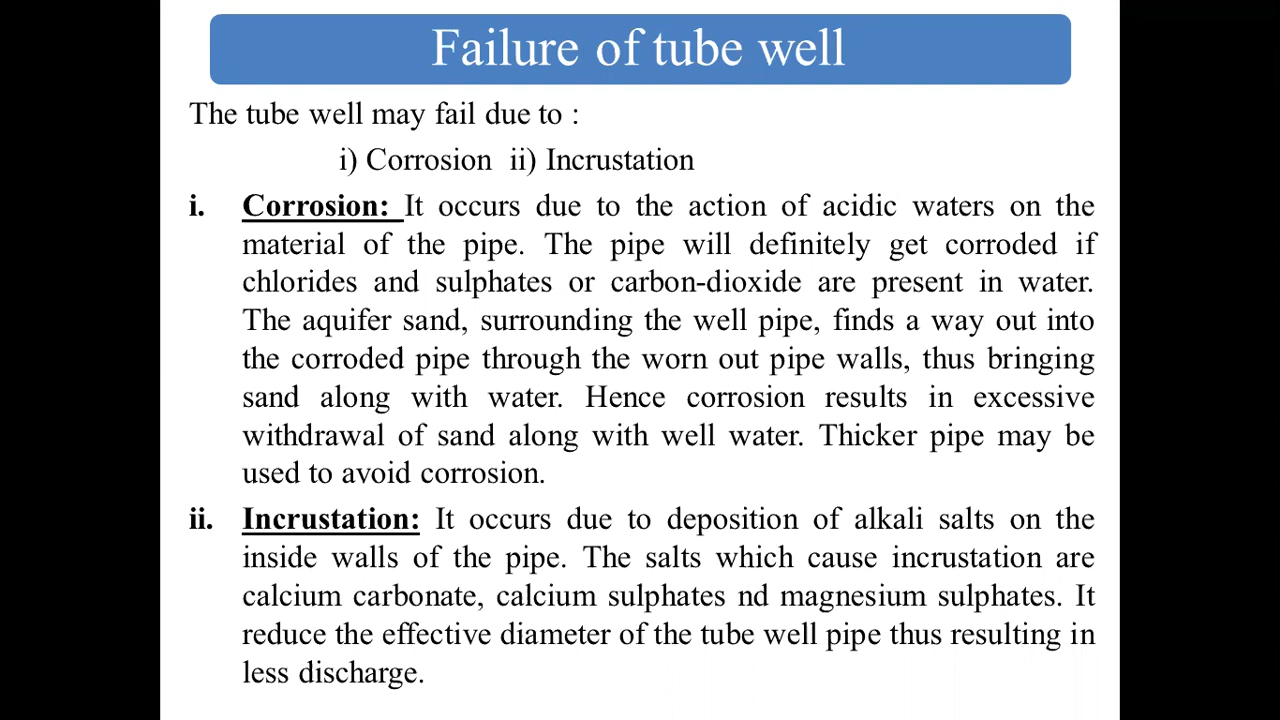 Failure of tube well
The tube well may fail due to :
i) Corrosion ii) Incrustation
i. Corrosion: It occurs due to the action of acidic waters on the
material of the pipe. The pipe will definitely get corroded if
chlorides and sulphates or carbon-dioxide are present in water.
The aquifer sand, surrounding the well pipe, finds a way out into
the corroded pipe through the worn out pipe walls, thus bringing
sand along with water. Hence corrosion results in excessive
withdrawal of sand along with well water. Thicker pipe may be
used to avoid corrosion.
ii. Incrustation: It occurs due to deposition of alkali salts on the
inside walls of the pipe. The salts which cause incrustation are
calcium carbonate, calcium sulphates nd magnesium sulphates. It
reduce the effective diameter of the tube well pipe thus resulting in
less discharge.